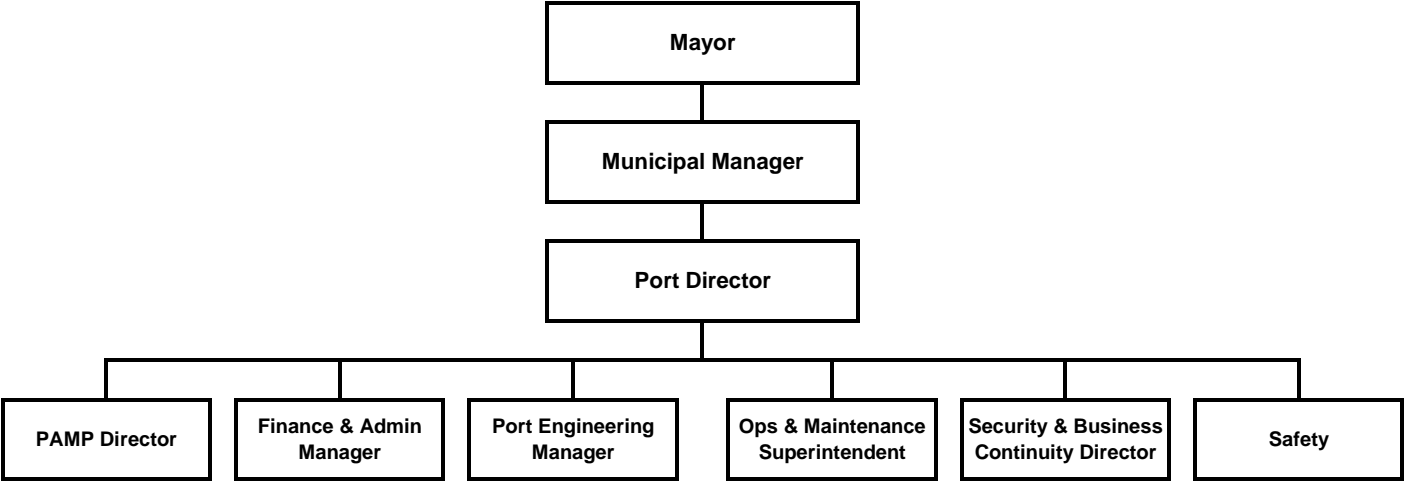 Mayor
Municipal Manager
Port Director
PAMP Director
Finance & Admin
Manager
Port Engineering
Manager
Ops & Maintenance
Superintendent
Security & Business
Continuity Director
Safety